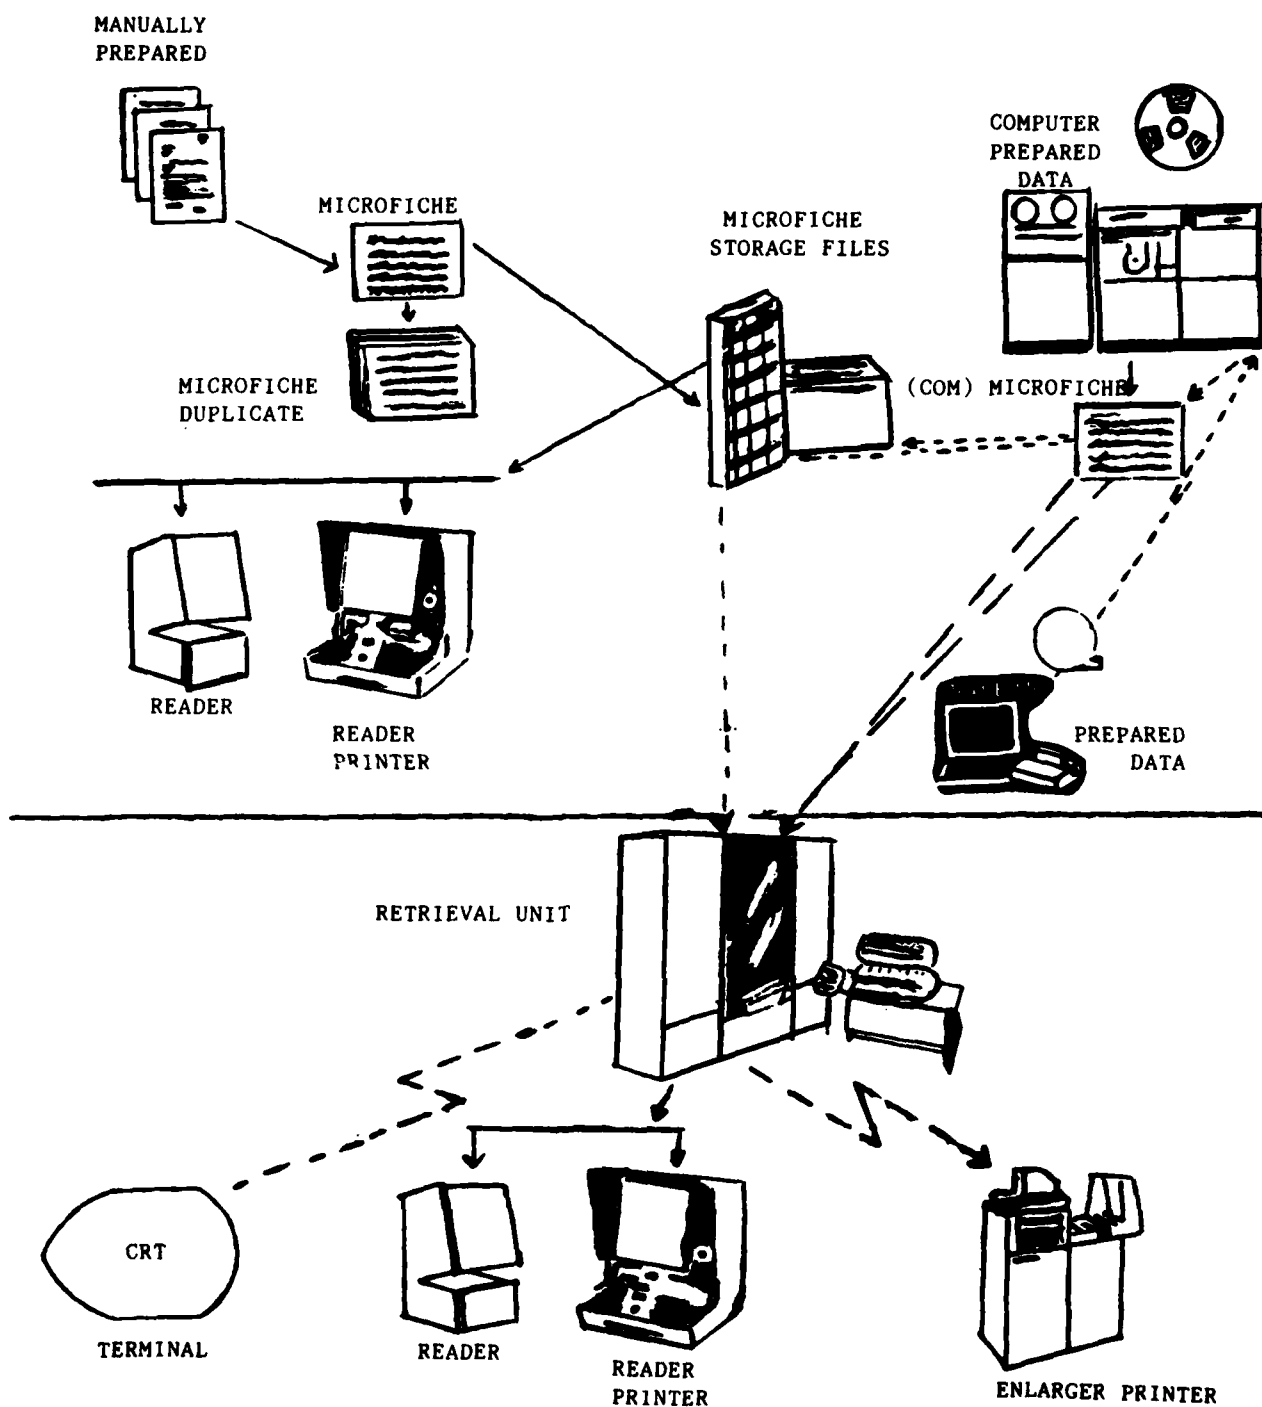 MANUALLY
PREPARED
COMPUTER
PREPARED
DATA
MICROFICHE
MICROFICHE
STORAGE FILES
MICROFICHE
DUPLICATE
(COM) MICROFICHE
READER
READER
PRINTER
PREPARED
DATA
RETRIEVAL UNIT
CRT
TERMINAL
READER
READER
PRINTER
ENLARGER PRINTER